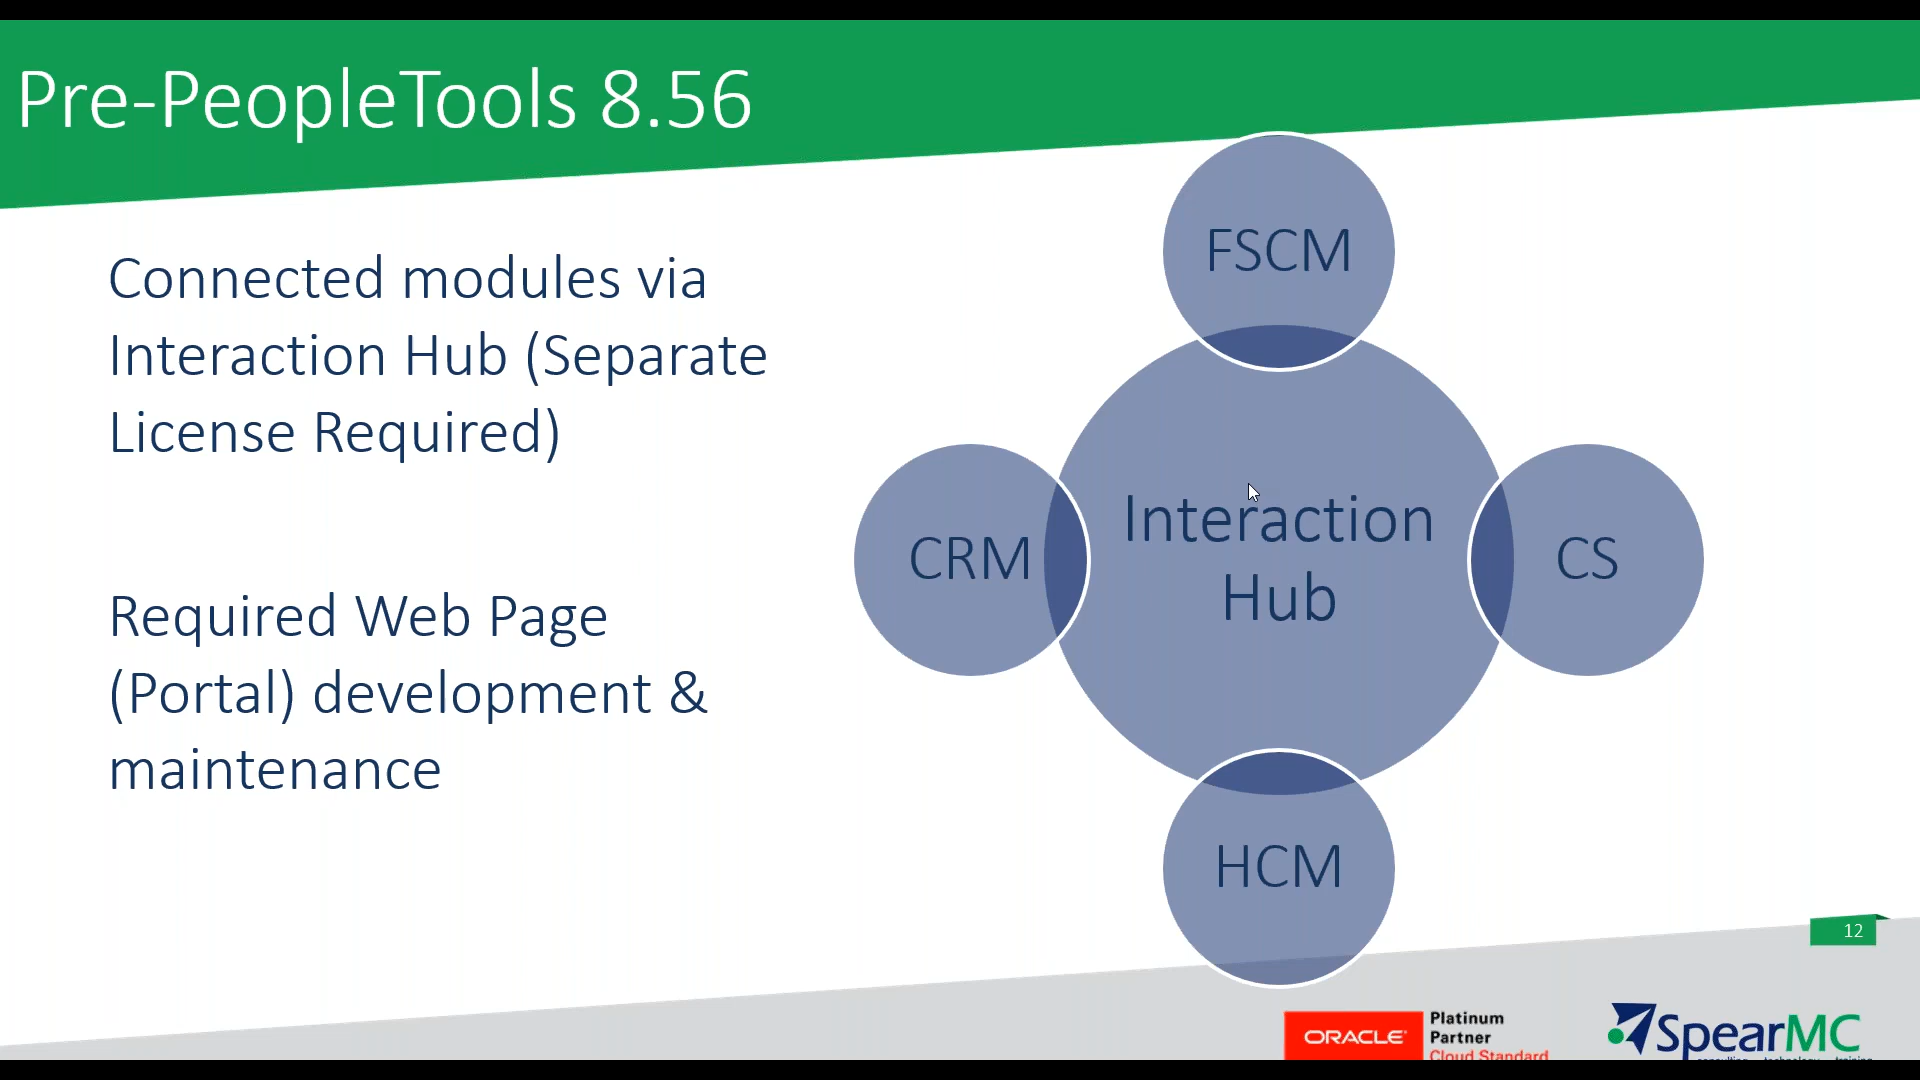 Pre-PeopleTools 8.56
Connected modules via
Interaction Hub (Separate
License Required)
Required Web Page
(Portal) development &
maintenance
FSCM
CRM
Interaction
Hub
CS
HCM
12
ORACLE
Platinum
Partner
Cloud Standard
SpearMC